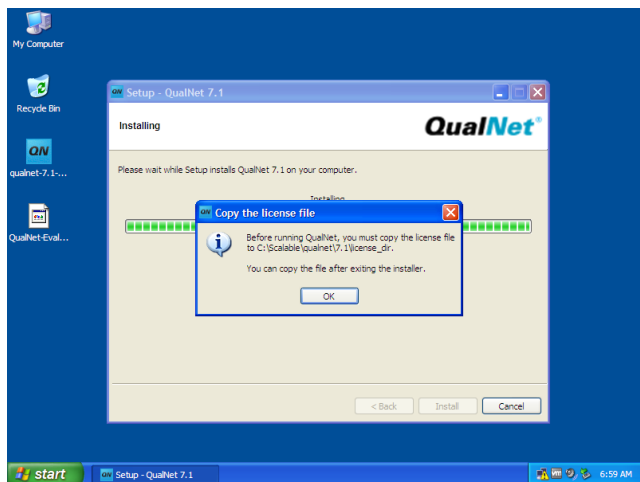 My Computer
Recycle Bin
QN
qualnet-7.1-...
QualNet-Eval...
QN Setup - QualNet 7.1
Installing
QualNet®
Please wait while Setup installs QualNet 7.1 on your computer.
Installing
QN Copy the license file
Before running QualNet, you must copy the license file
to C:\Scalable\qualnet\7.1\license_dir.
You can copy the file after exiting the installer.
OK
< Back
Install
Cancel
start
QN Setup - QualNet 7.1
6:59 AM